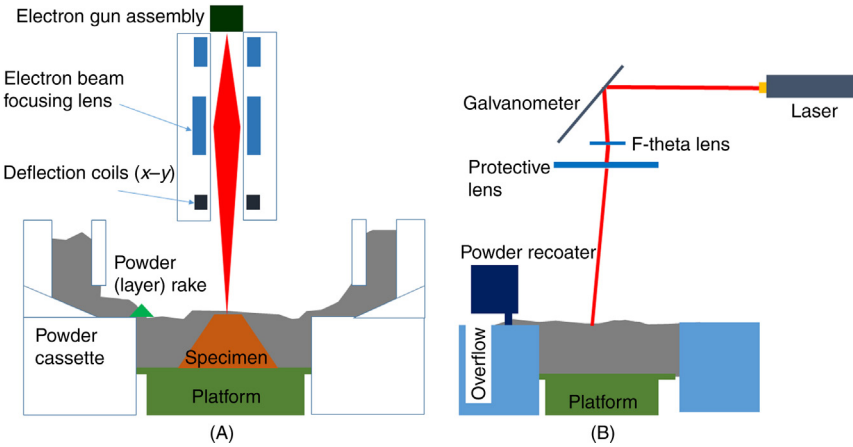 Electron gun assembly
Electron beam
focusing lens
Deflection coils (x–y)
Powder
(layer) rake
Powder
cassette
Specimen
Platform
(A)
Galvanometer
Laser
F-theta lens
Protective
lens
Powder recoater
Overflow
Platform
(B)